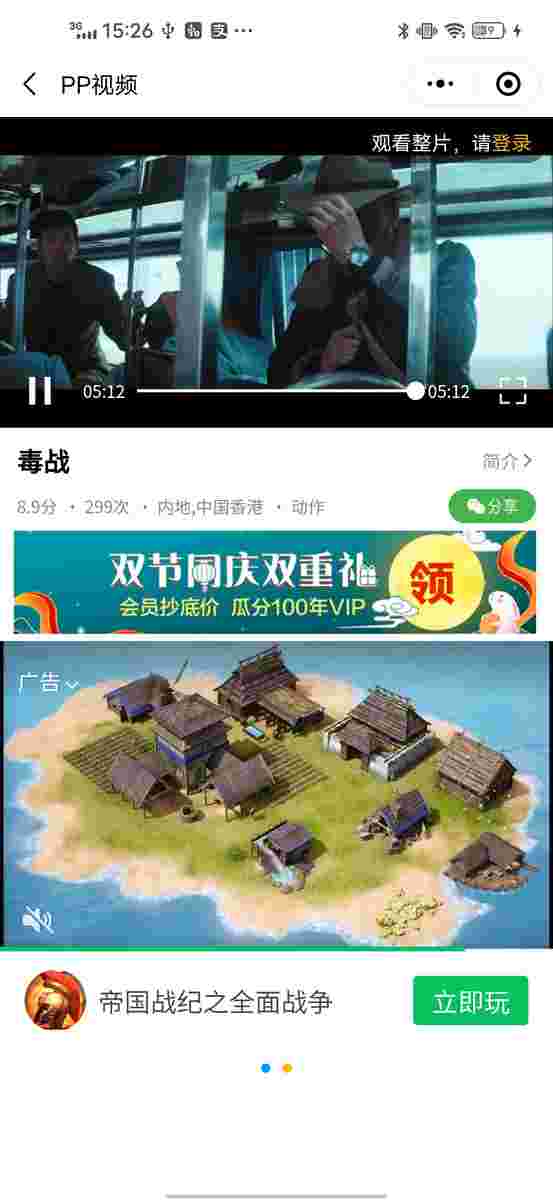 3G 15:26
PP视频
观看整片，请登录
05:12 05:12
毒战 简介
8.9分 · 299次 · 内地,中国香港 · 动作 分享
双节同庆双重礼
会员抄底价 瓜分100年VIP
领
广告
帝国战纪之全面战争 立即玩